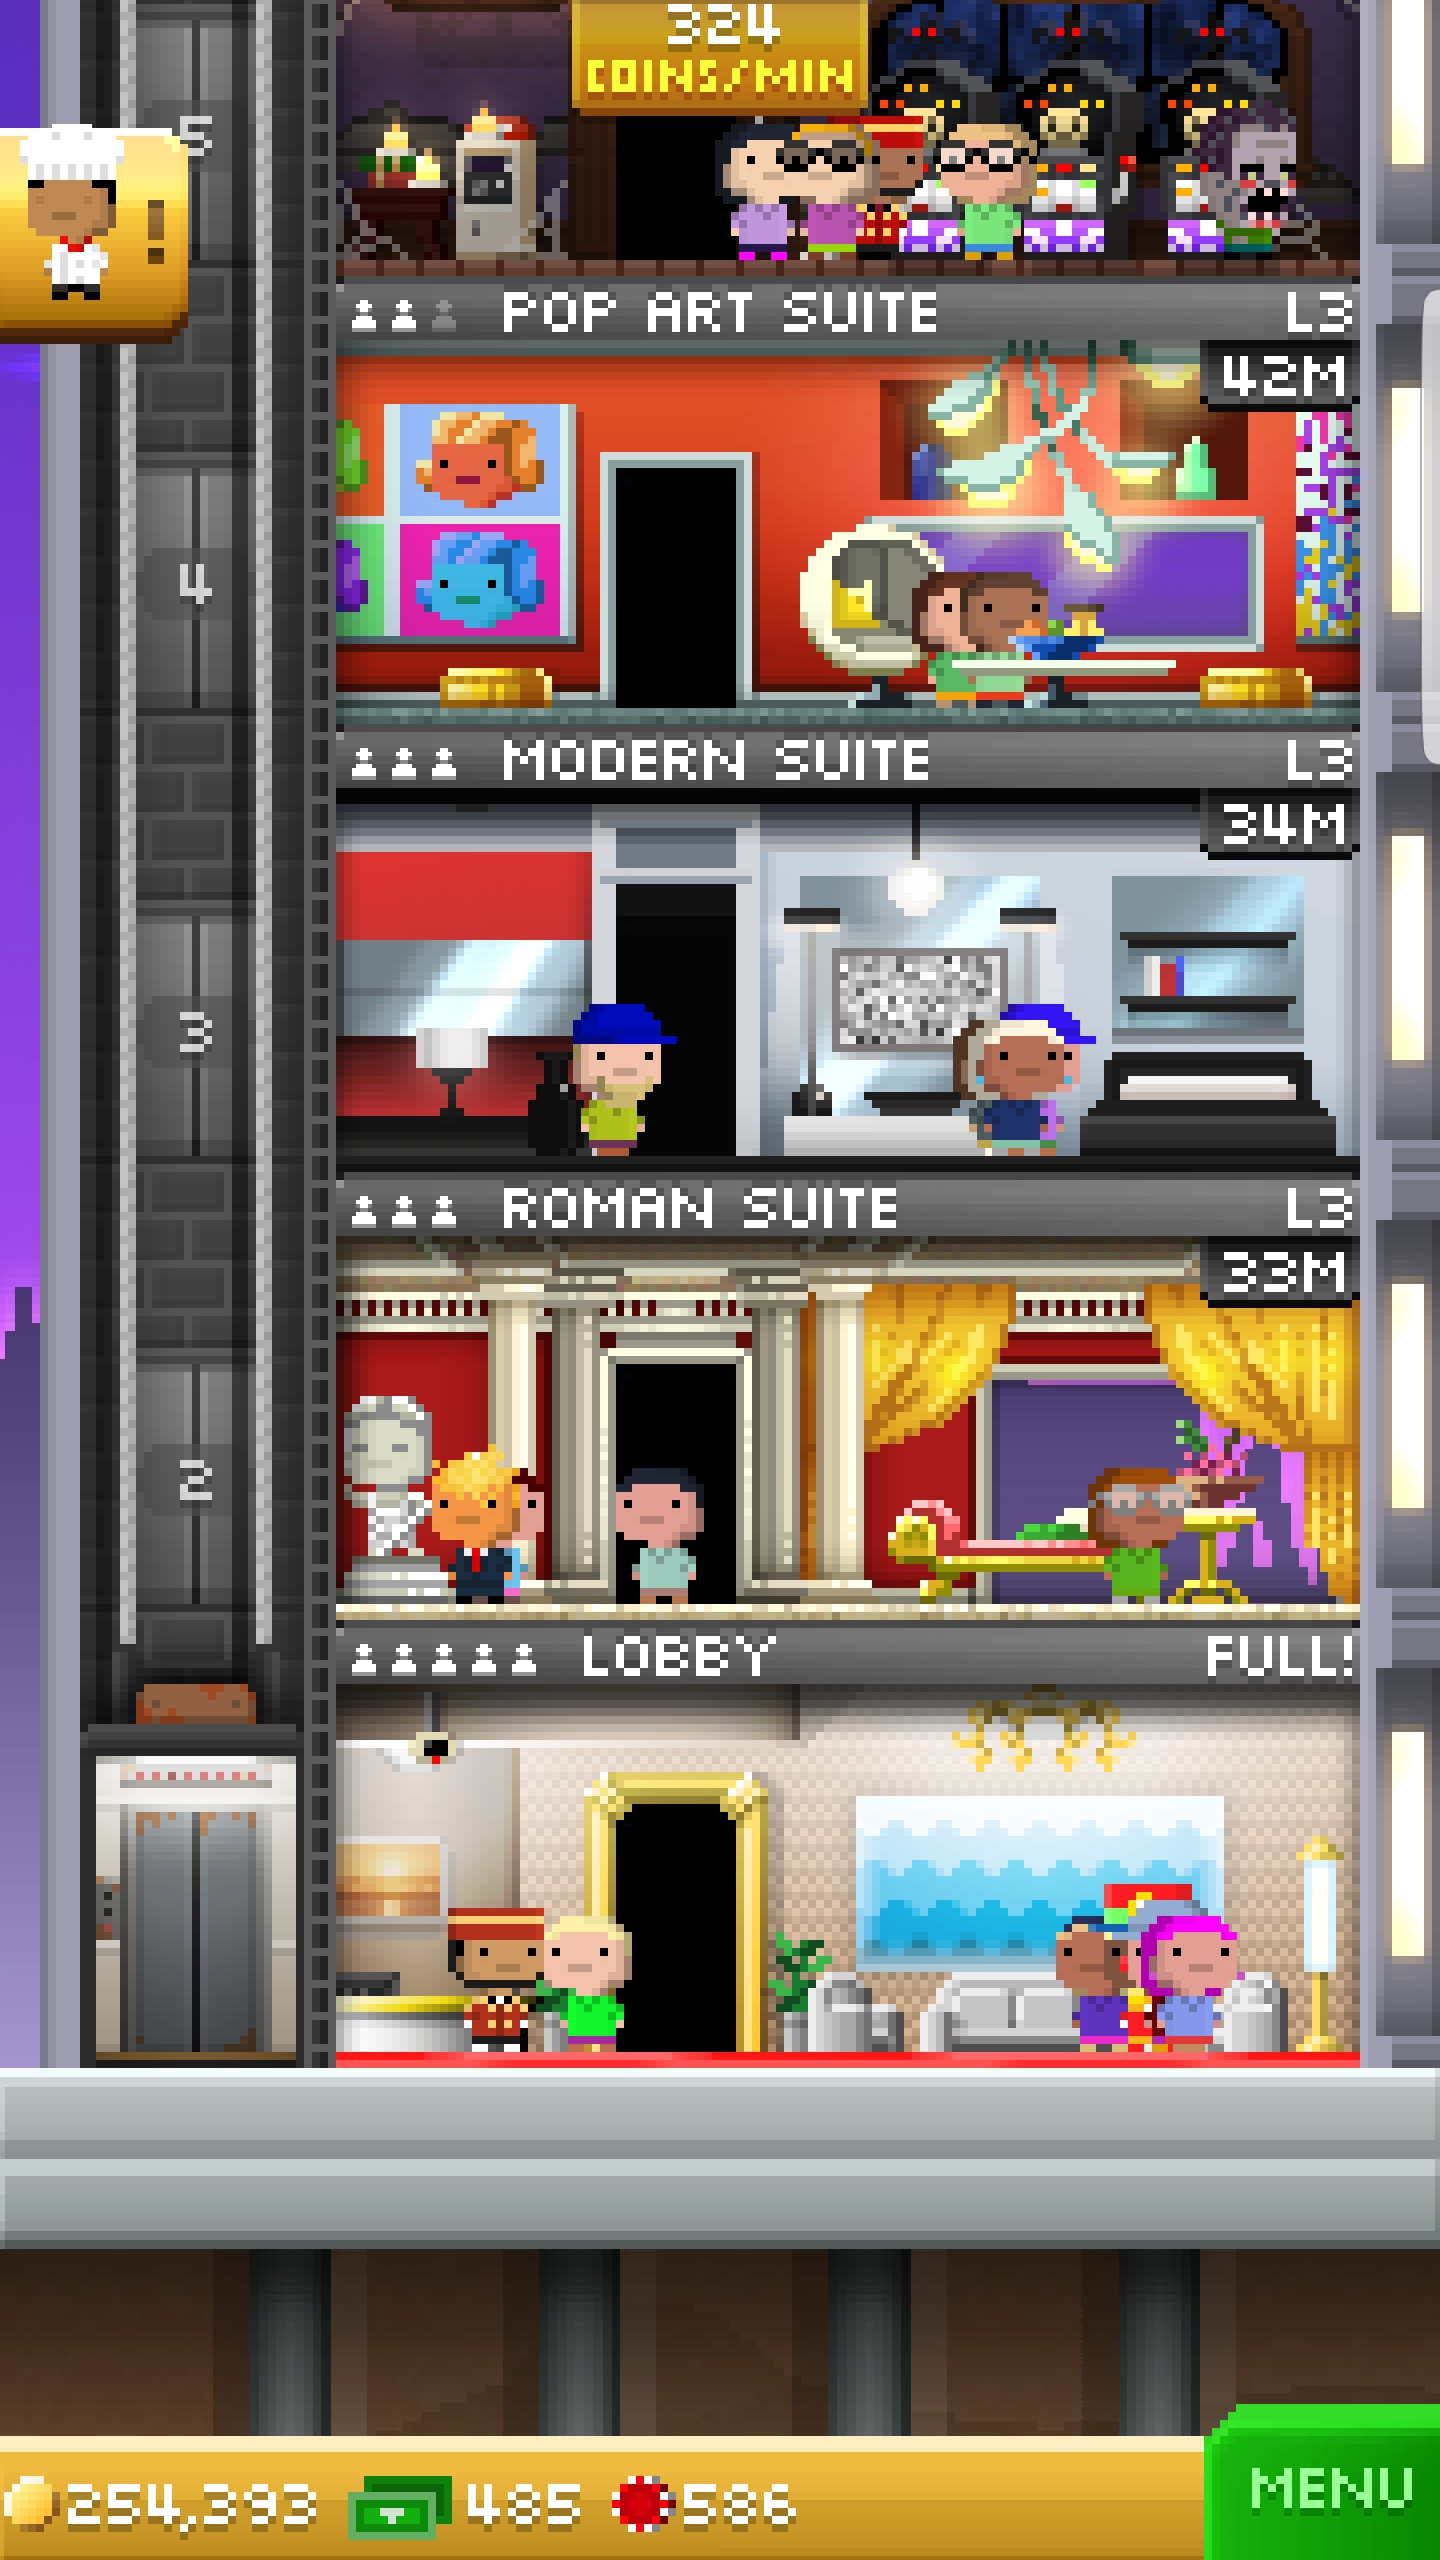 324
COINS/MIN
5
!
POP ART SUITE L3
42M
4
MODERN SUITE L3
34M
3
ROMAN SUITE L3
33M
2
LOBBY FULL!
254,393 485 586
MENU